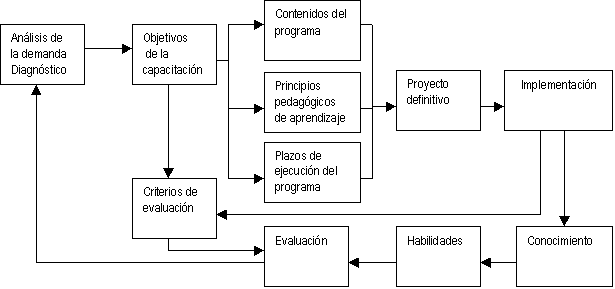 Análisis de
la demanda
Diagnóstico
Objetivos
de la
capacitación
Contenidos del
programa
Principios
pedagógicos
de aprendizaje
Plazos de
ejecución del
programa
Proyecto
definitivo
Implementación
Criterios de
evaluación
Evaluación
Habilidades
Conocimiento